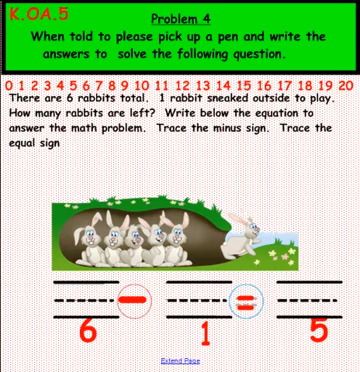 K.OA.5
Problem 4
When told to please pick up a pen and write the
answers to solve the following question.
0 1 2 3 4 5 6 7 8 9 10 11 12 13 14 15 16 17 18 19 20
There are 6 rabbits total. 1 rabbit sneaked outside to play.
How many rabbits are left? Write below the equation to
answer the math problem. Trace the minus sign. Trace the
equal sign
− =
6 1 5
Extend Page